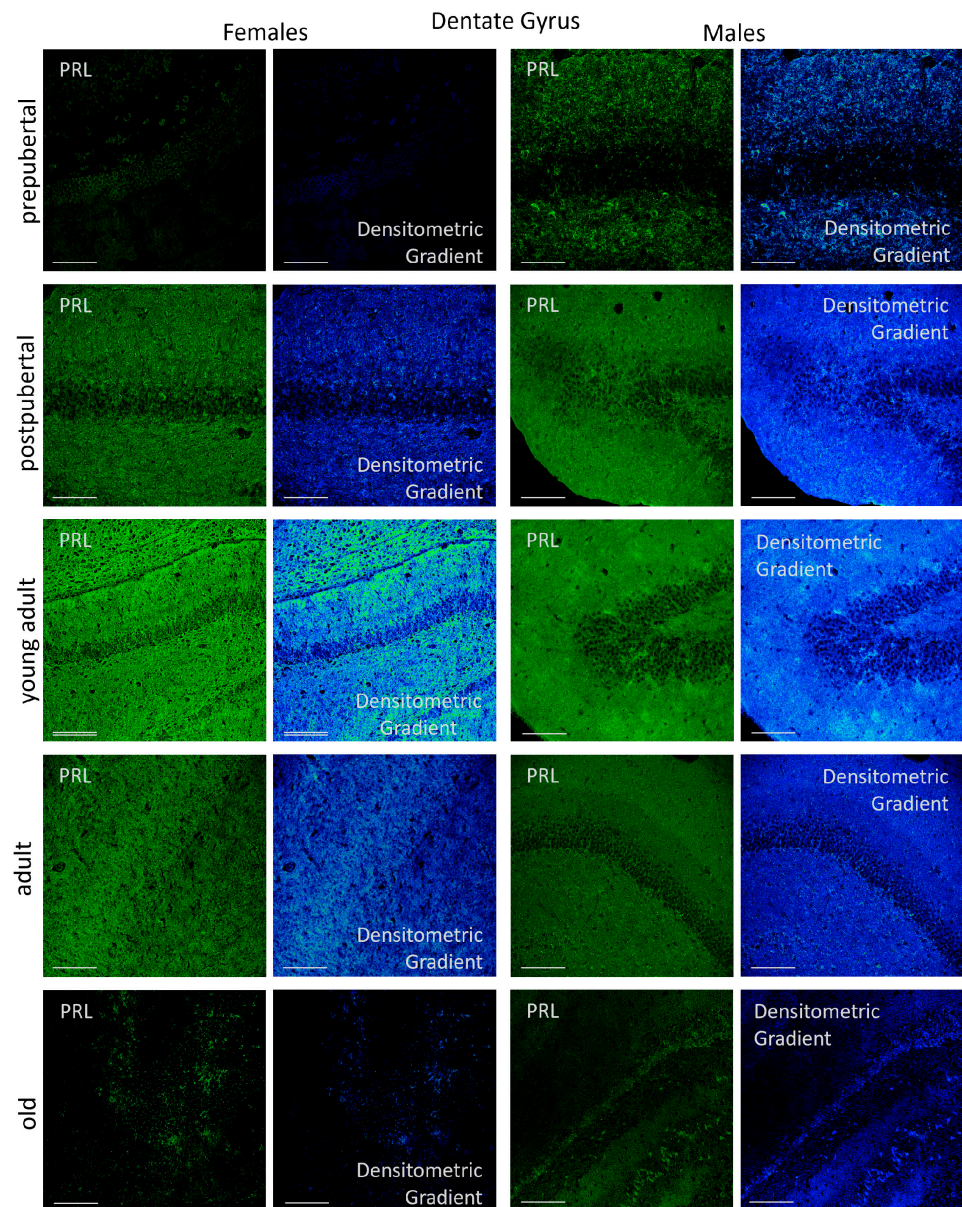 Dentate Gyrus
Females
Males
prepubertal
PRL
Densitometric
Gradient
PRL
Densitometric
Gradient
postpubertal
PRL
Densitometric
Gradient
PRL
Densitometric
Gradient
young adult
PRL
Densitometric
Gradient
PRL
Densitometric
Gradient
adult
PRL
Densitometric
Gradient
PRL
Densitometric
Gradient
old
PRL
Densitometric
Gradient
PRL
Densitometric
Gradient